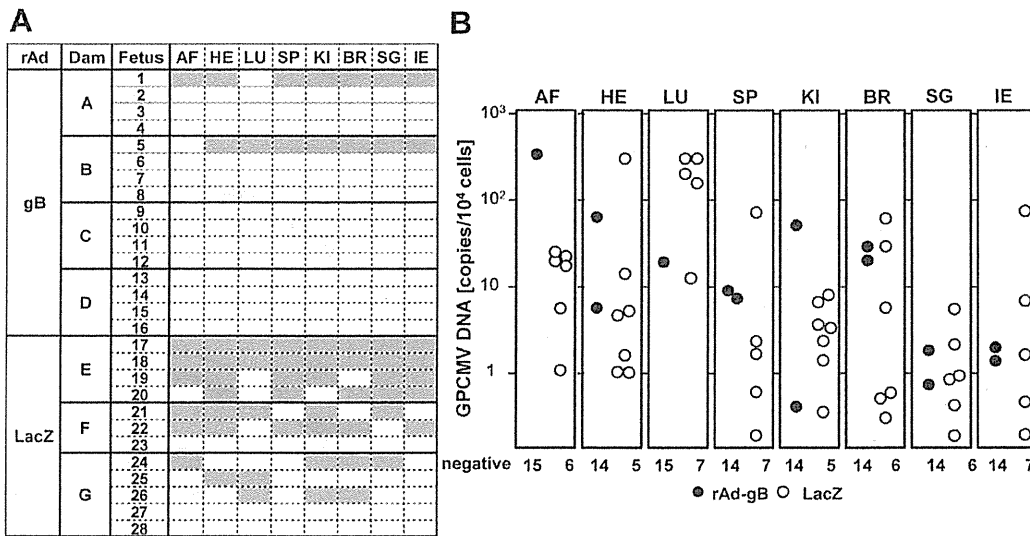 A
rAd Dam Fetus AF HE LU SP KI BR SG IE
gB
A
1
2
3
4
B
5
6
7
8
C
9
10
11
12
D
13
14
15
16
LacZ
E
17
18
19
20
F
21
22
23
G
24
25
26
27
28
B
AF HE LU SP KI BR SG IE
GPCMV DNA [copies/10⁴ cells]
10³
10²
10
1
negative 15 6 14 5 15 7 14 7 14 5 14 6 14 6 14 7
rAd-gB LacZ